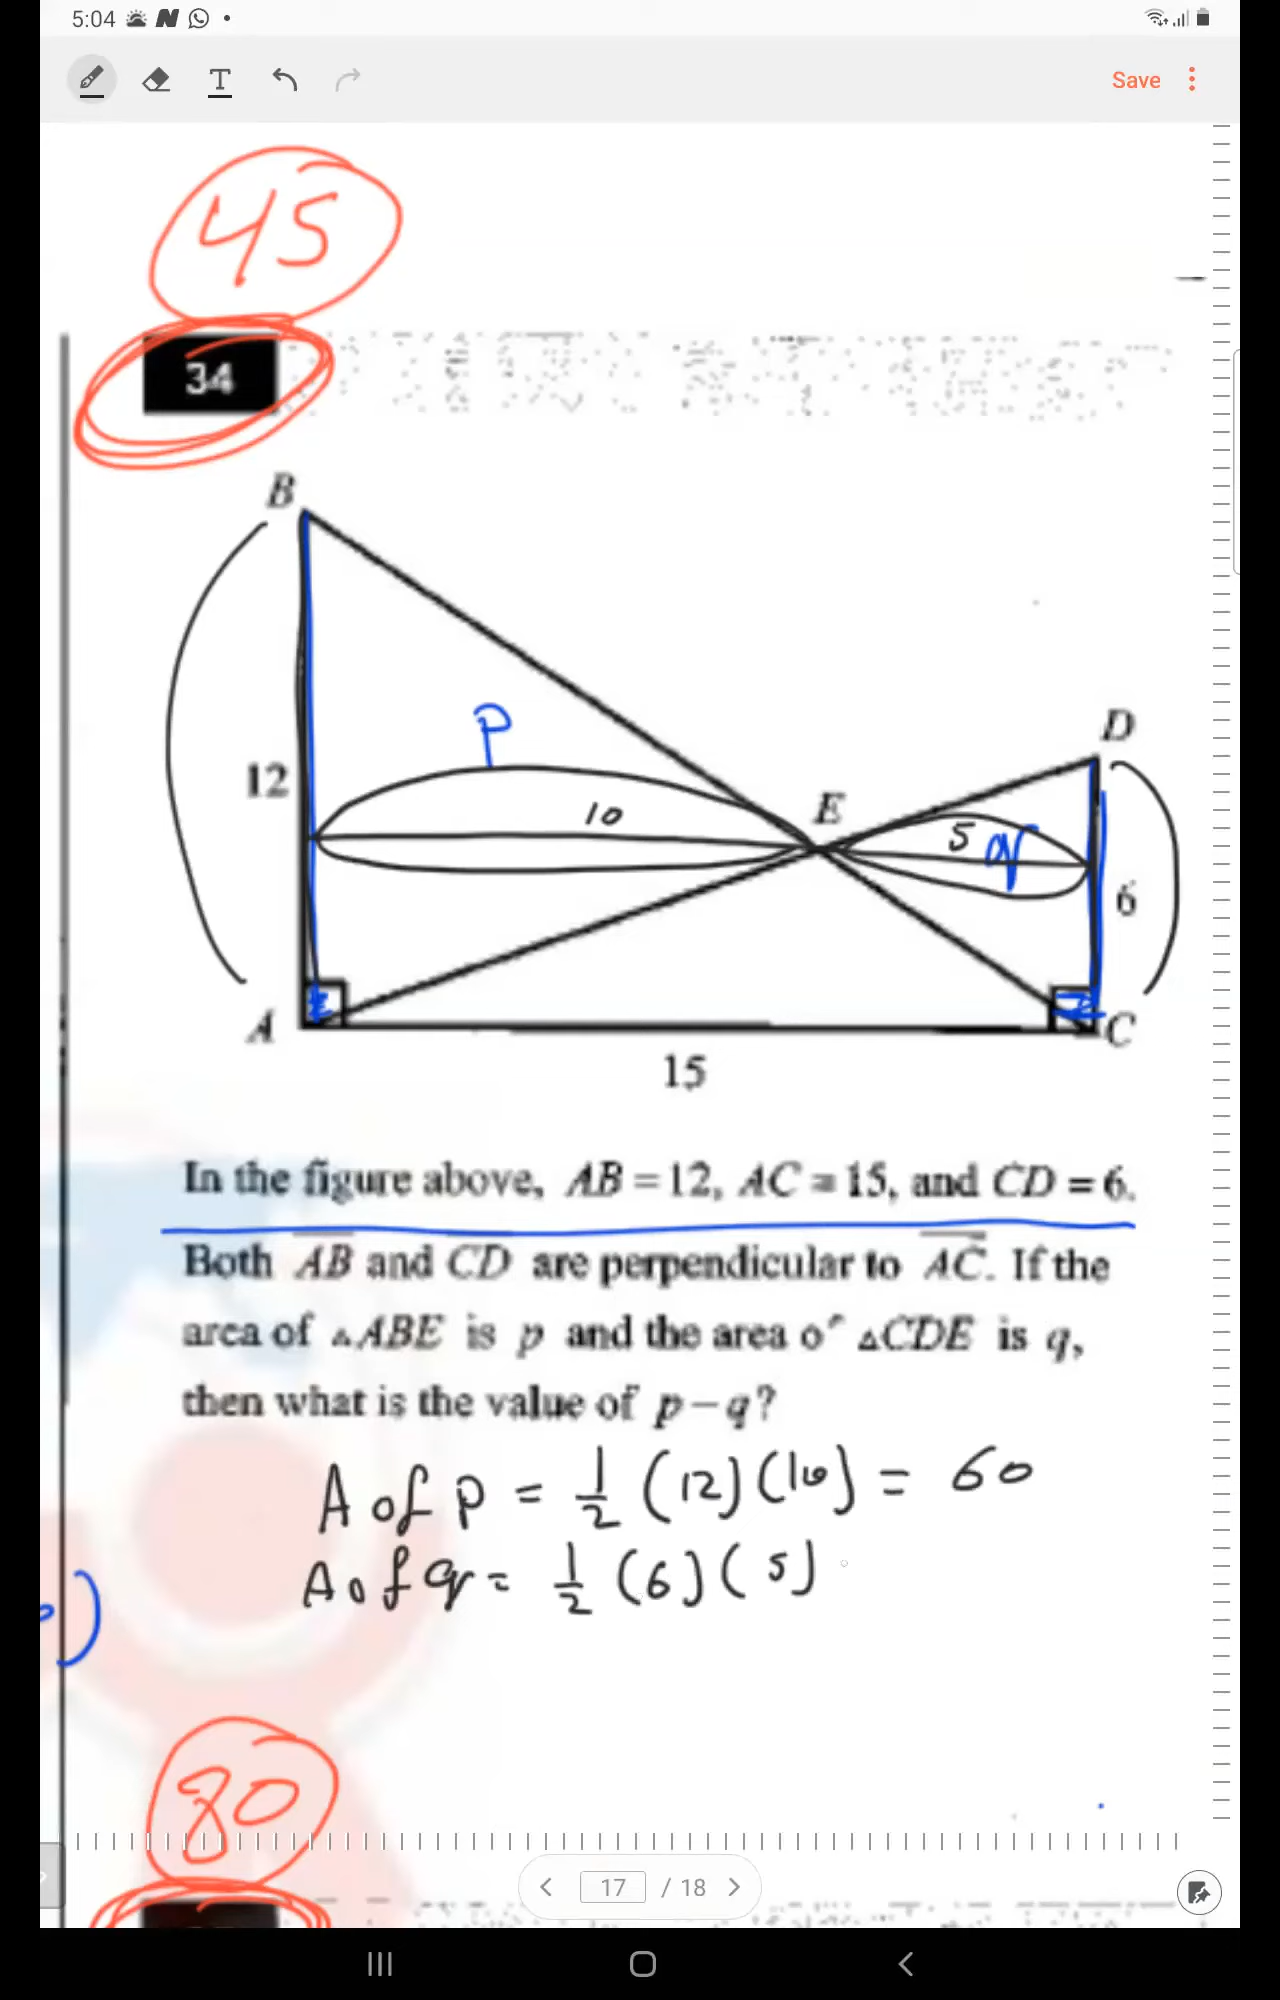 5:04
T
Save
45
34
B
P
D
12
10
E
5 q
6
A
C
15
In the figure above, AB = 12, AC = 15, and CD = 6.
Both AB and CD are perpendicular to AC. If the
area of △ABE is p and the area of △CDE is q,
then what is the value of p – q?
A of p = 1/2 (12) (10) = 60
A of q = 1/2 (6) (5)
80
17 / 18